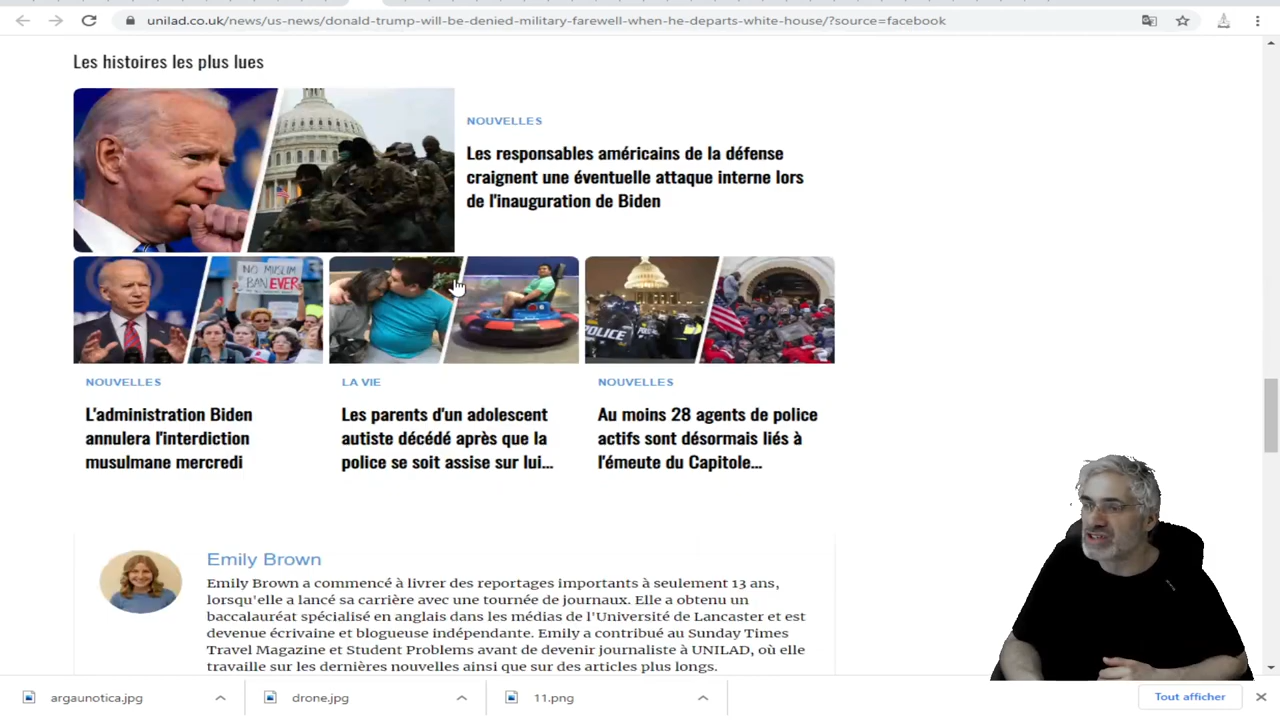 unilad.co.uk/news/us-news/donald-trump-will-be-denied-military-farewell-when-he-departs-white-house/?source=facebook
Les histoires les plus lues
NOUVELLES
Les responsables américains de la défense
craignent une éventuelle attaque interne lors
de l'inauguration de Biden
NO MUSLIM
BAN EVER
POLICE
NOUVELLES
L'administration Biden
annulera l'interdiction
musulmane mercredi
LA VIE
Les parents d'un adolescent
autiste décédé après que la
police se soit assise sur lui...
NOUVELLES
Au moins 28 agents de police
actifs sont désormais liés à
l'émeute du Capitole...
Emily Brown
Emily Brown a commencé à livrer des reportages importants à seulement 13 ans,
lorsqu'elle a lancé sa carrière avec une tournée de journaux. Elle a obtenu un
baccalauréat spécialisé en anglais dans les médias de l'Université de Lancaster et est
devenue écrivaine et blogueuse indépendante. Emily a contribué au Sunday Times
Travel Magazine et Student Problems avant de devenir journaliste à UNILAD, où elle
travaille sur les dernières nouvelles ainsi que sur des articles plus longs.
argaunotica.jpg
drone.jpg
11.png
Tout afficher